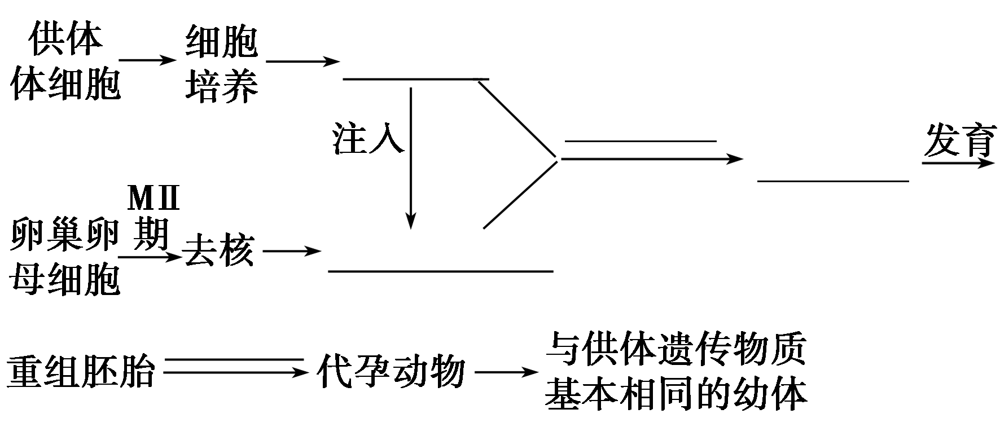 供体
体细胞
细胞
培养
注入
发育
MⅡ
期
卵巢卵
母细胞
去核
重组胚胎
代孕动物
与供体遗传物质
基本相同的幼体